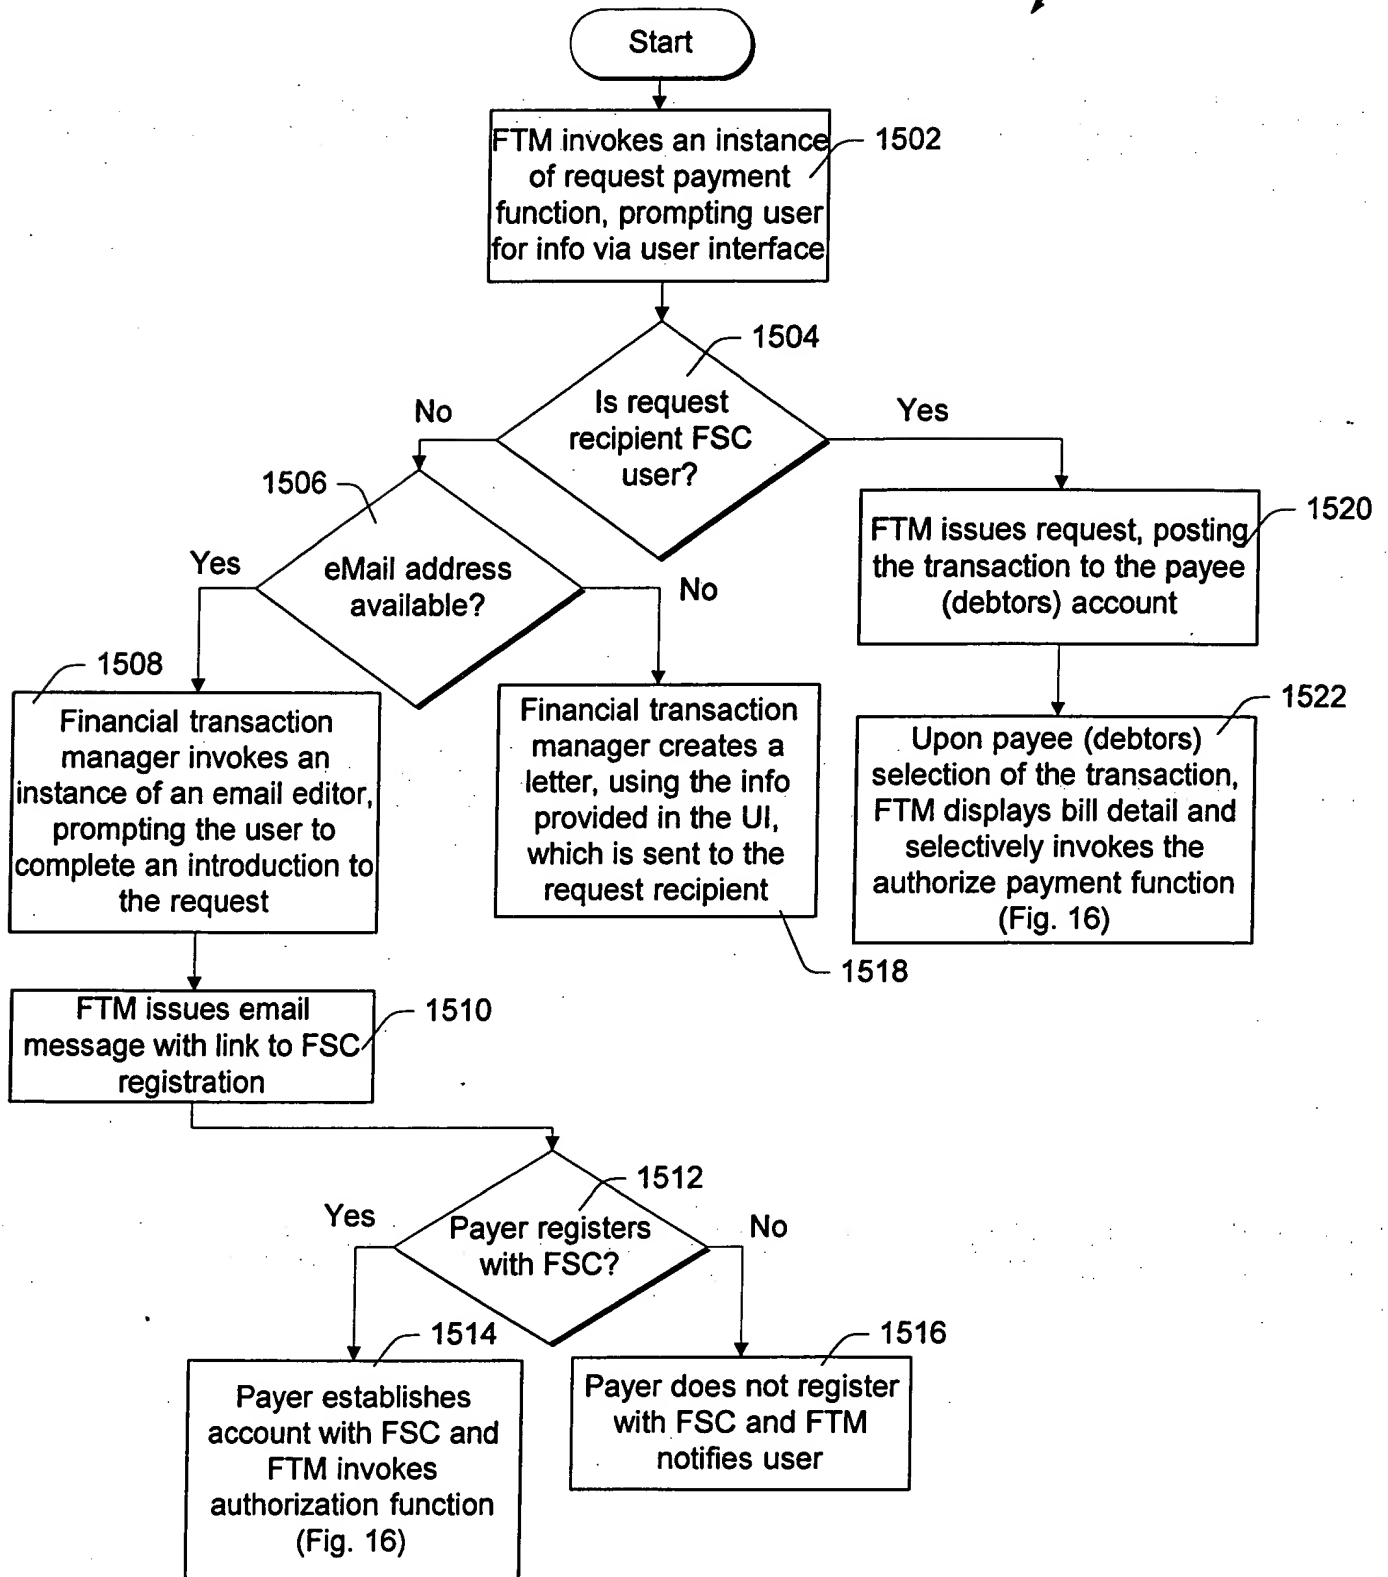 Start
FTM invokes an instance
of request payment
function, prompting user
for info via user interface
1502
1504
Is request
recipient FSC
user?
No
Yes
1506
eMail address
available?
Yes
No
1520
FTM issues request, posting
the transaction to the payee
(debtors) account
1508
Financial transaction
manager invokes an
instance of an email editor,
prompting the user to
complete an introduction to
the request
Financial transaction
manager creates a
letter, using the info
provided in the UI,
which is sent to the
request recipient
1518
1522
Upon payee (debtors)
selection of the transaction,
FTM displays bill detail and
selectively invokes the
authorize payment function
(Fig. 16)
FTM issues email
message with link to FSC
registration
1510
1512
Payer registers
with FSC?
Yes
No
1514
Payer establishes
account with FSC and
FTM invokes
authorization function
(Fig. 16)
1516
Payer does not register
with FSC and FTM
notifies user